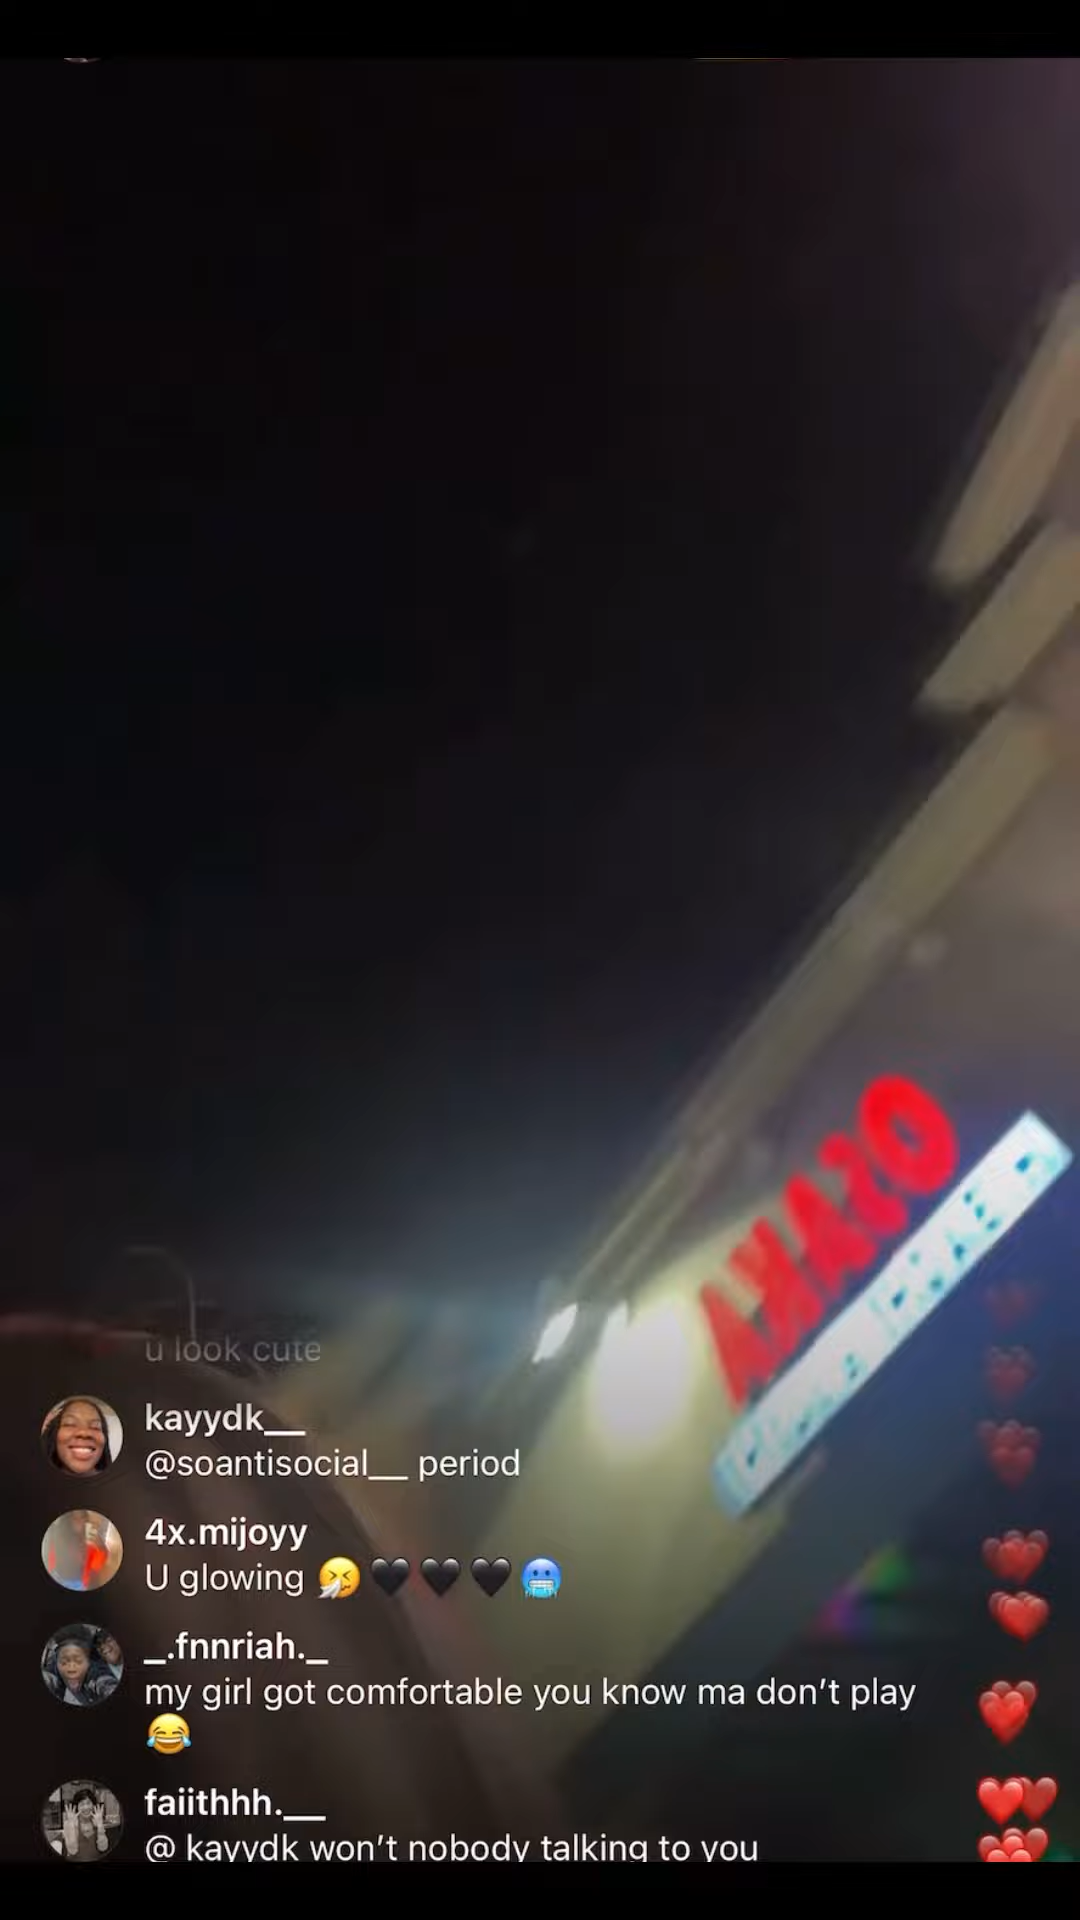 OSAKA
u look cute
kayydk__
@soantisocial__ period
4x.mijoyy
U glowing 🤧🖤🖤🖤🥶
_.fnnriah._
my girl got comfortable you know ma don’t play
😂
faiithhh.__
@ kayydk won’t nobody talking to you